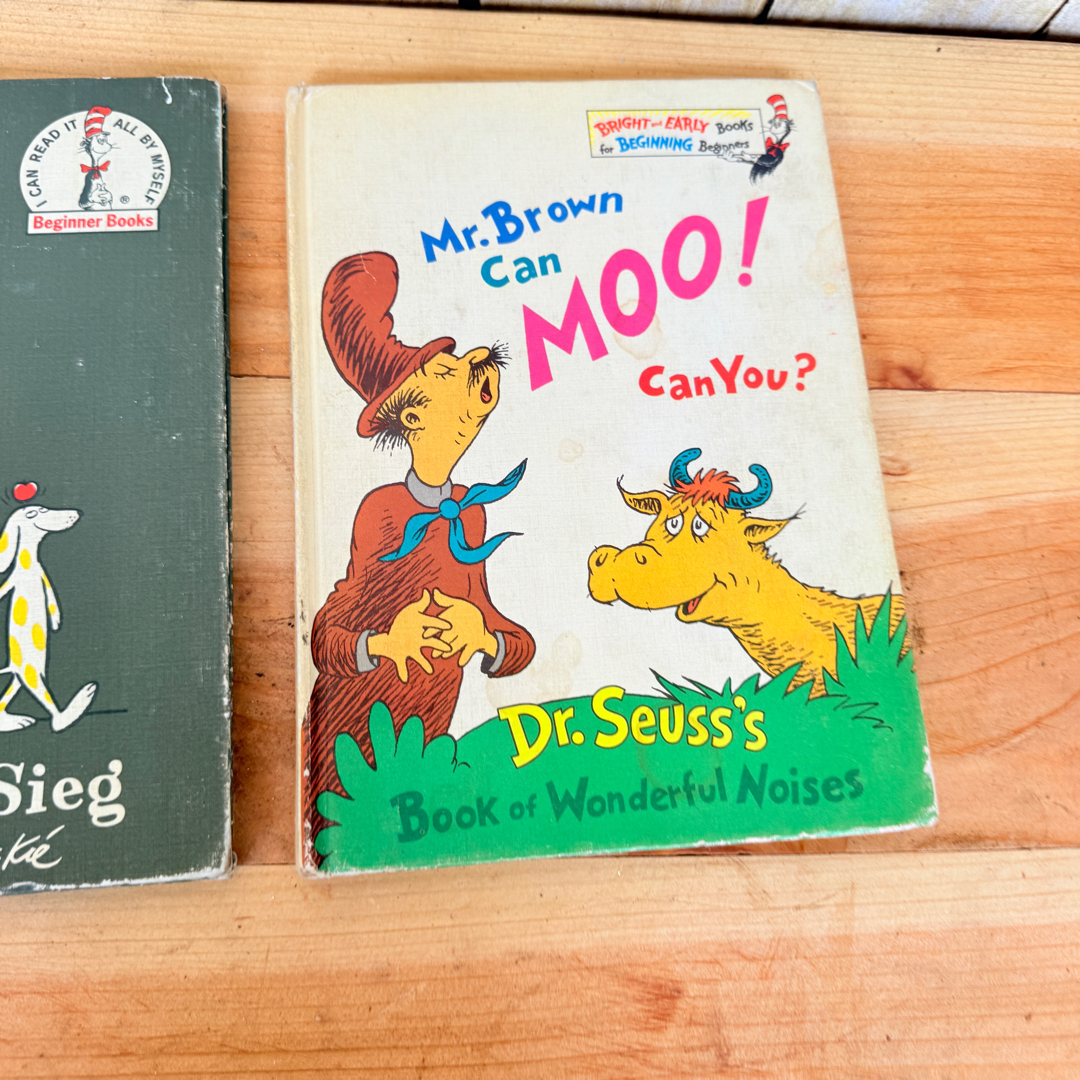 I CAN READ IT ALL BY MYSELF
®
Beginner Books
Sieg
BRIGHT and EARLY BOOKS
for BEGINNING Beginners
Mr. Brown
Can
MOO!
Can You?
Dr. Seuss's
Book of Wonderful Noises